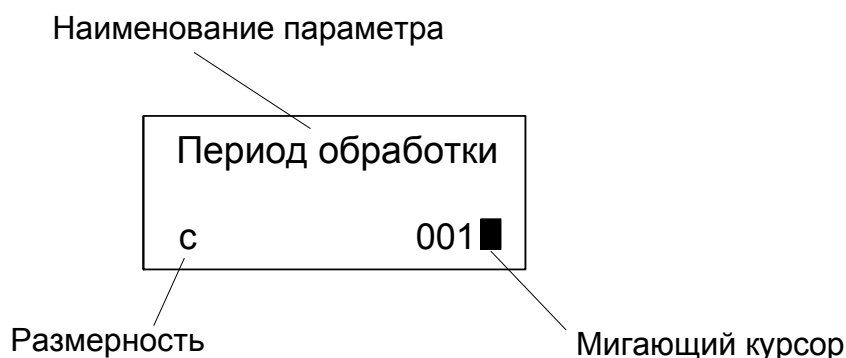 Наименование параметра
Период обработки
с 001
Размерность
Мигающий курсор